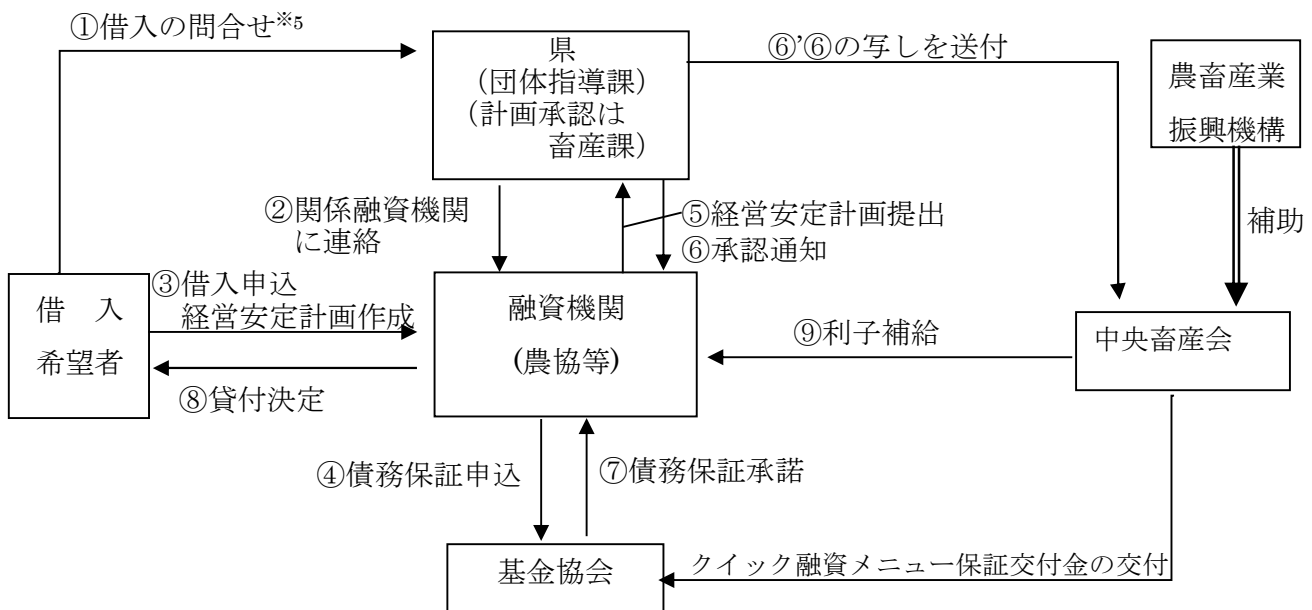 ①借入の問合せ※5
県
(団体指導課)
(計画承認は
畜産課)
⑥’⑥の写しを送付
農畜産業
振興機構
補助
②関係融資機関
に連絡
⑤経営安定計画提出
⑥承認通知
借　入
希望者
③借入申込
経営安定計画作成
融資機関
(農協等)
⑨利子補給
中央畜産会
⑧貸付決定
④債務保証申込
⑦債務保証承諾
基金協会
クイック融資メニュー保証交付金の交付